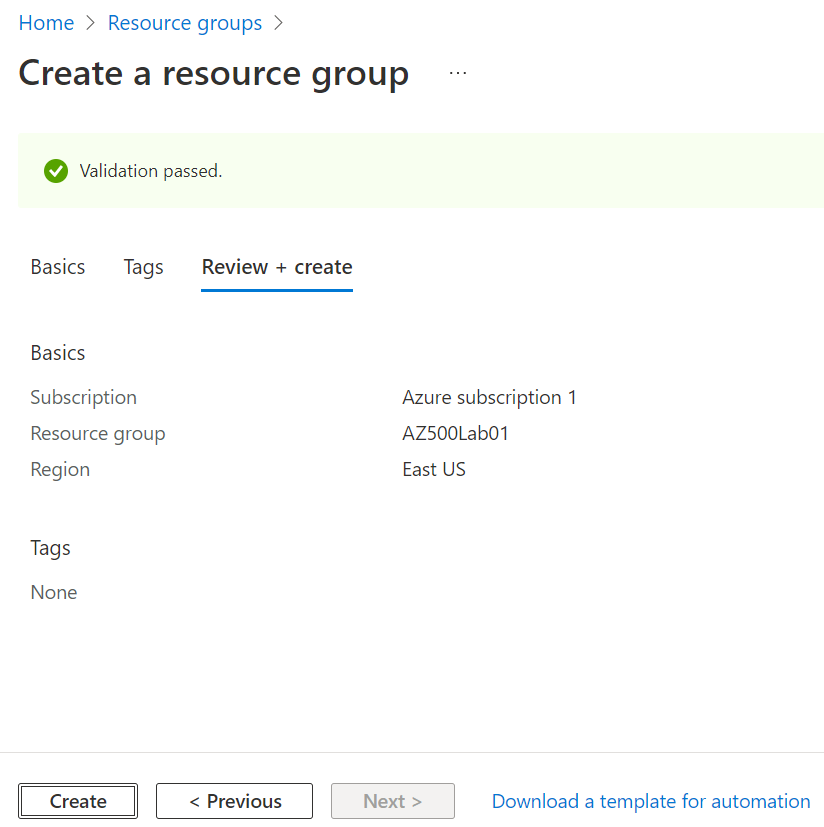 Home > Resource groups >
Create a resource group ...
Validation passed.
Basics Tags Review + create
Basics
Subscription Azure subscription 1
Resource group AZ500Lab01
Region East US
Tags
None
Create < Previous Next > Download a template for automation